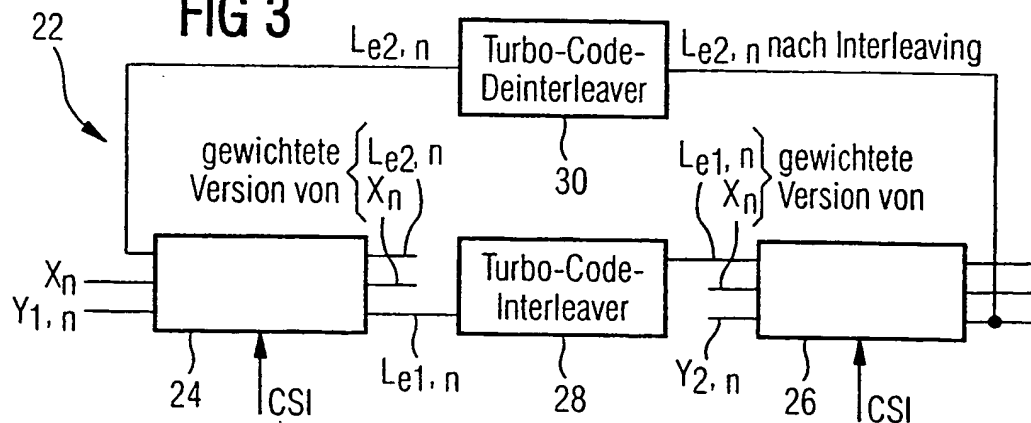 FIG 3
22
Le2, n
Turbo-Code-
Deinterleaver
Le2, n nach Interleaving
30
gewichtete
Version von
Le2, n
Xn
Le1, n
Xn
gewichtete
Version von
Xn
Y1, n
Turbo-Code-
Interleaver
24
CSI
Le1, n
28
Y2, n
26
CSI